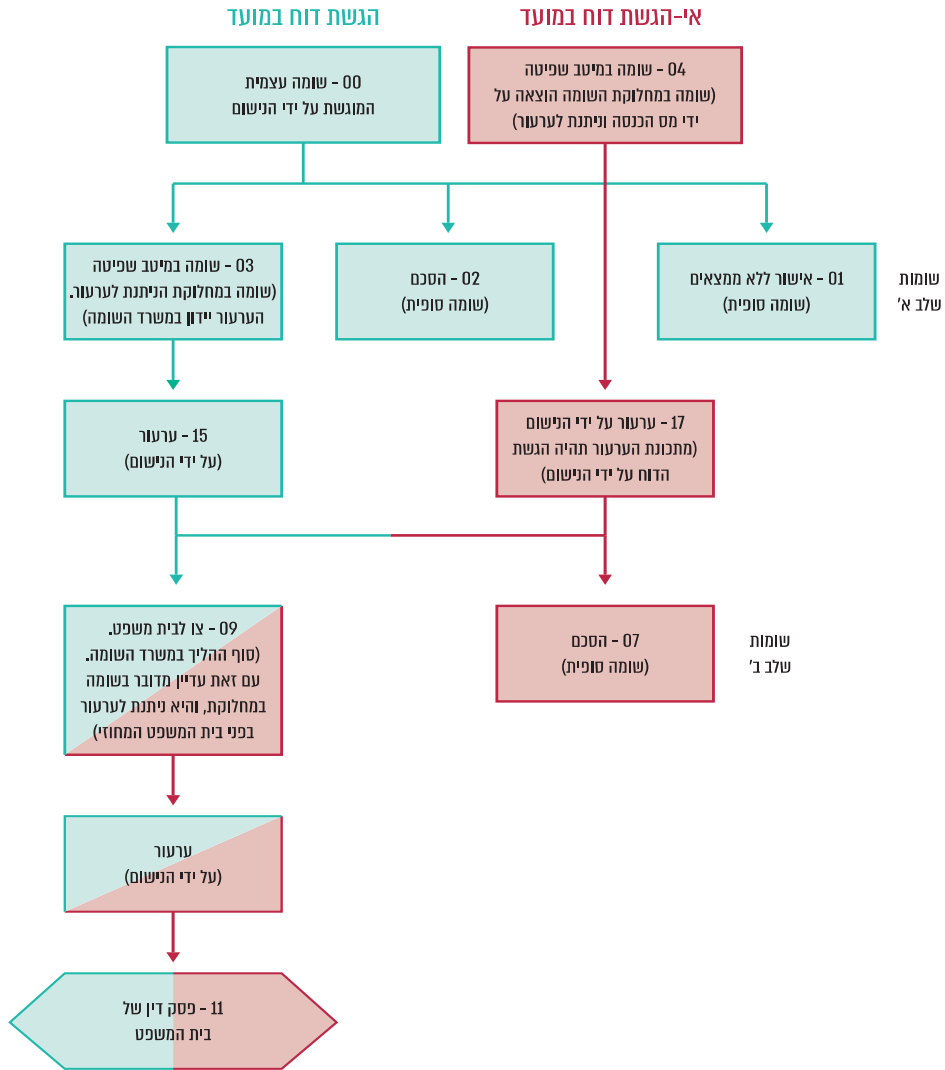 אי-הגשת דוח במועד
הגשת דוח במועד
04 - שומה במיטב שפיטה
(שומה במחלוקת השומה הוצאה על
ידי מס הכנסה וניתנת לערעור)
00 - שומה עצמית
המוגשת על ידי הנישום
שומות
שלב א'
01 - אישור ללא ממצאים
(שומה סופית)
02 - הסכם
(שומה סופית)
03 - שומה במיטב שפיטה
(שומה במחלוקת הניתנת לערעור.
הערעור יידון במשרד השומה)
17 - ערעור על ידי הנישום
(מתכונת הערעור תהיה הגשת
הדוח על ידי הנישום)
15 - ערעור
(על ידי הנישום)
שומות
שלב ב'
07 - הסכם
(שומה סופית)
09 - צו לבית משפט.
(סוף ההליך במשרד השומה.
עם זאת עדיין מדובר בשומה
במחלוקת, והיא ניתנת לערעור
בפני בית המשפט המחוזי)
ערעור
(על ידי הנישום)
11 - פסק דין של
בית המשפט